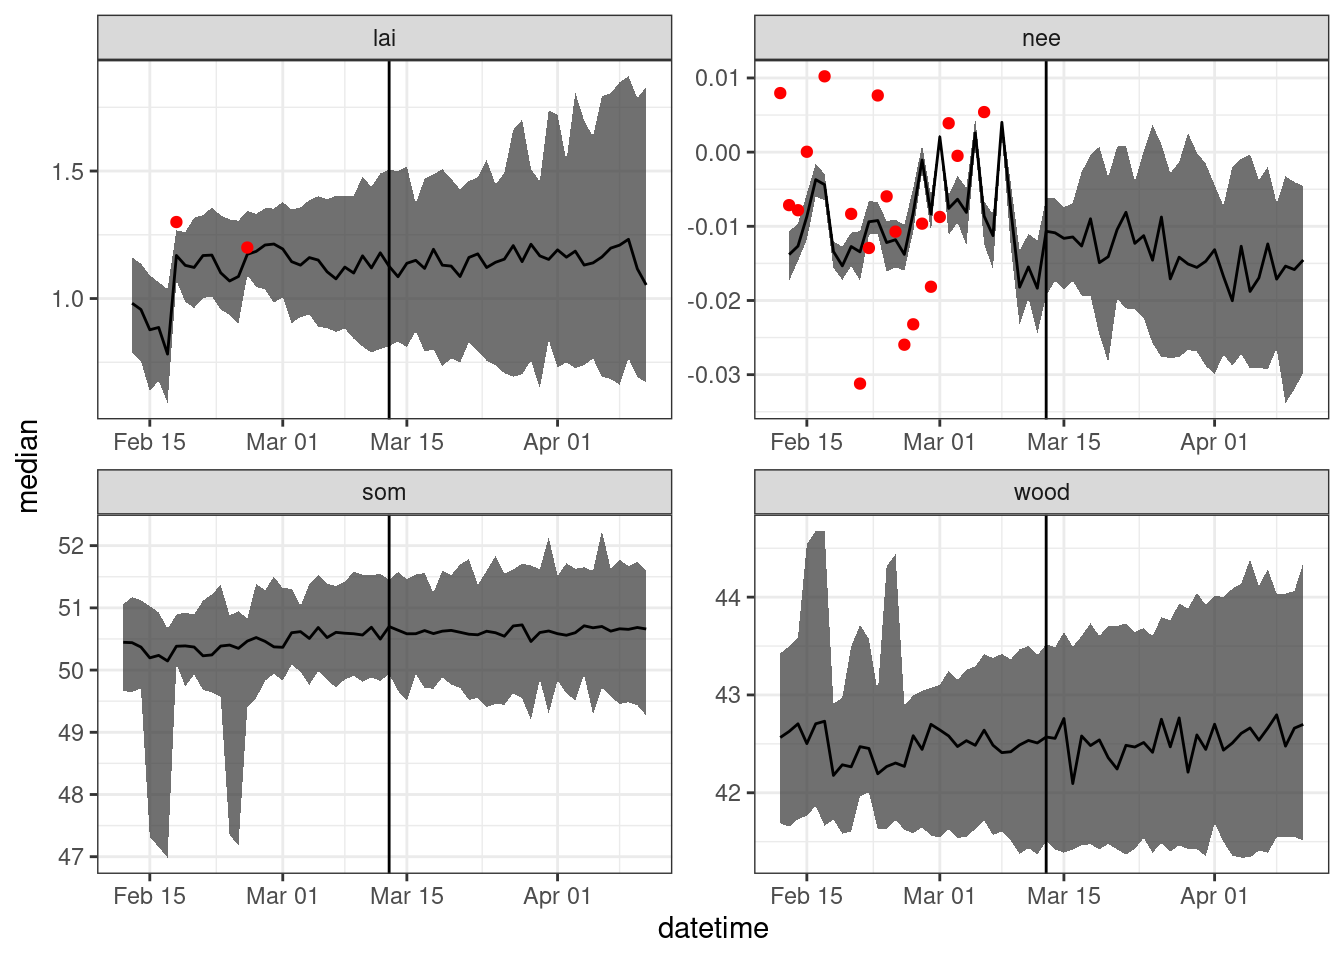 lai
nee
1.5
1.0
0.01
0.00
-0.01
-0.02
-0.03
Feb 15 Mar 01 Mar 15 Apr 01
Feb 15 Mar 01 Mar 15 Apr 01
median
som
wood
52
51
50
49
48
47
44
43
42
Feb 15 Mar 01 Mar 15 Apr 01
Feb 15 Mar 01 Mar 15 Apr 01
datetime